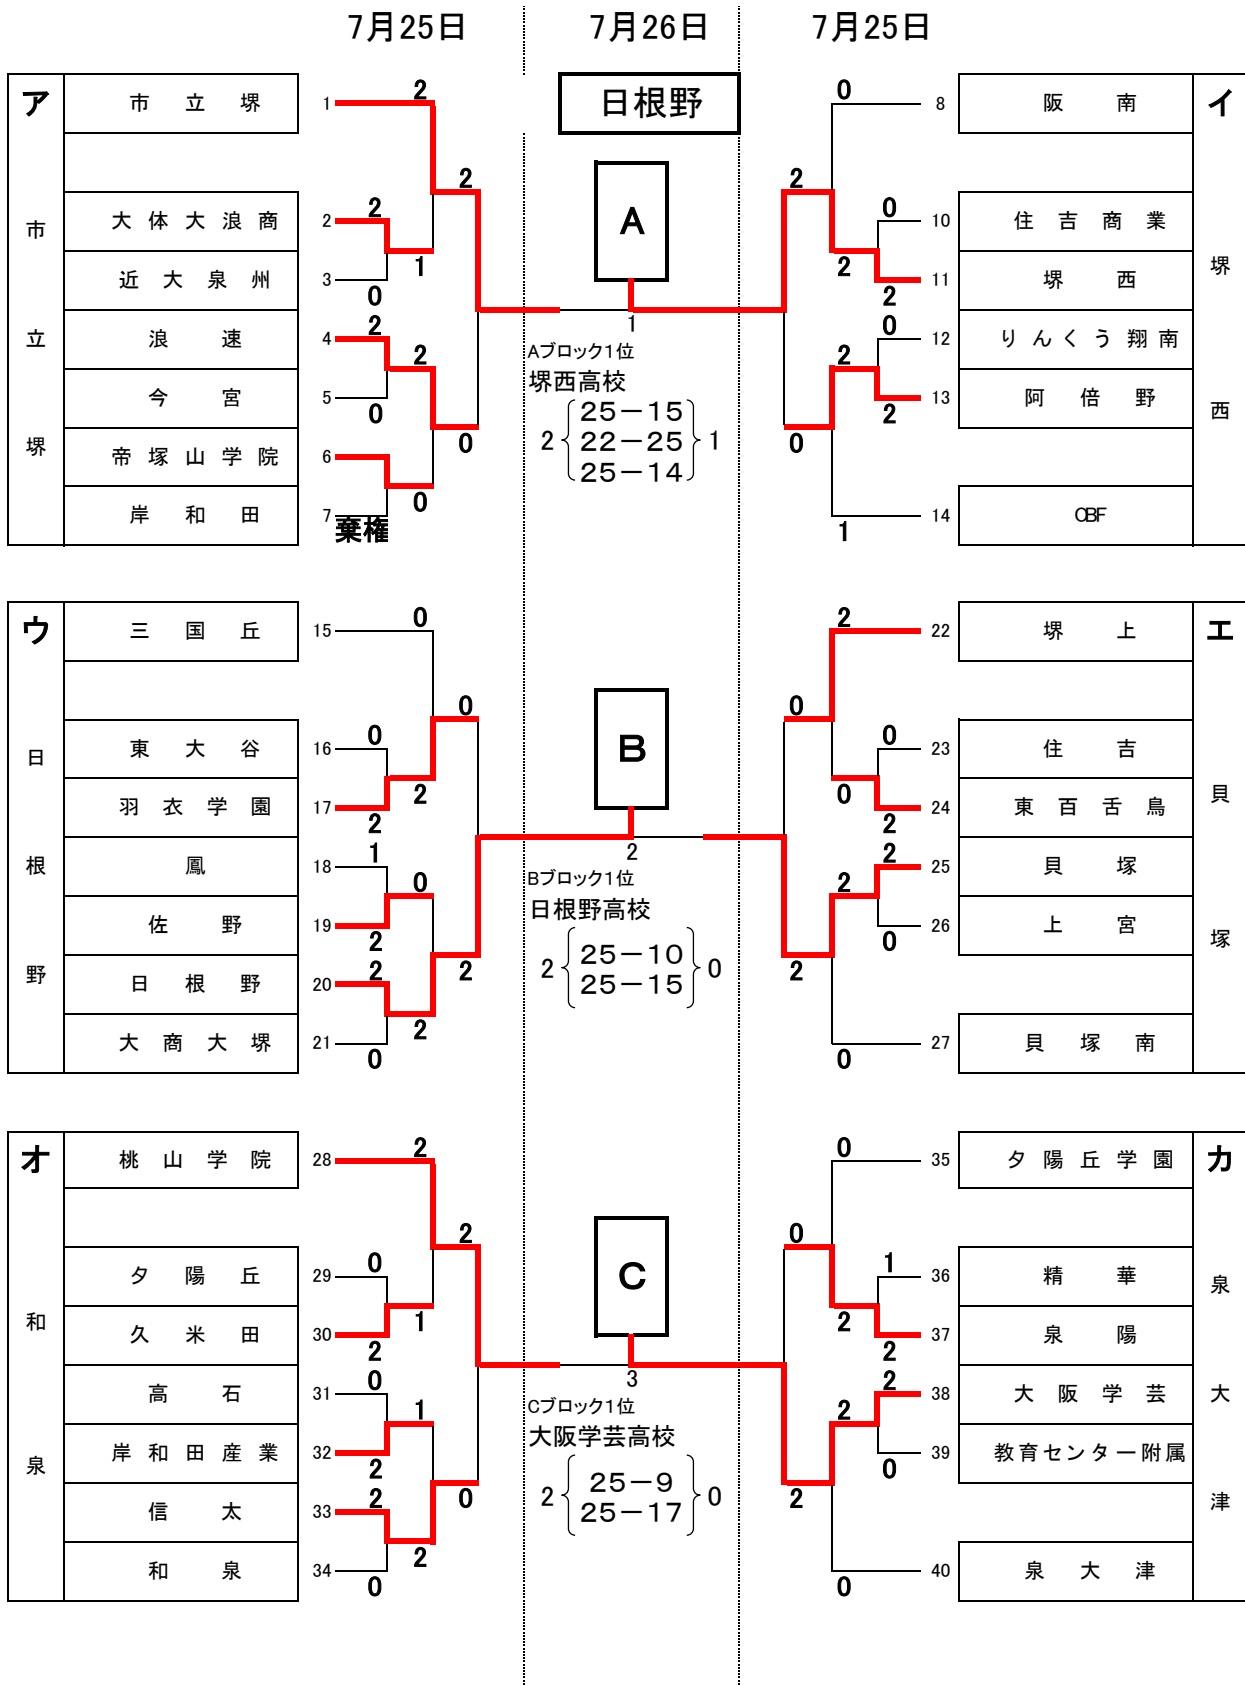 7月25日
7月26日
7月25日
日根野
ア
市立堺
市立堺 1 2
大体大浪商 2 2
近大泉州 3 0
1
2
浪速 4 2
今宮 5 0
2
帝塚山学院 6
岸和田 7 棄権
0
0
A
1
Aブロック1位
堺西高校
2 25－15 1
22－25
25－14
イ
堺西
0 8 阪南
0 10 住吉商業
2 11 堺西
2
2
0 12 りんくう翔南
2 13 阿倍野
2
0
1 14 OBF
ウ
日根野
三国丘 15 0
東大谷 16 0
羽衣学園 17 2
2
0
鳳 18 1
佐野 19 2
0
日根野 20 2
大商大堺 21 0
2
2
B
2
Bブロック1位
日根野高校
2 25－10 0
25－15
エ
貝塚
2 22 堺上
0 23 住吉
2 24 東百舌鳥
0
0
2 25 貝塚
0 26 上宮
2
2
0 27 貝塚南
オ
和泉
桃山学院 28 2
夕陽丘 29 0
久米田 30 2
1
2
高石 31 0
岸和田産業 32 2
1
信太 33 2
和泉 34 0
2
0
C
3
Cブロック1位
大阪学芸高校
2 25－9 0
25－17
カ
泉大津
0 35 夕陽丘学園
1 36 精華
2 37 泉陽
2
0
2 38 大阪学芸
0 39 教育センター附属
2
2
0 40 泉大津